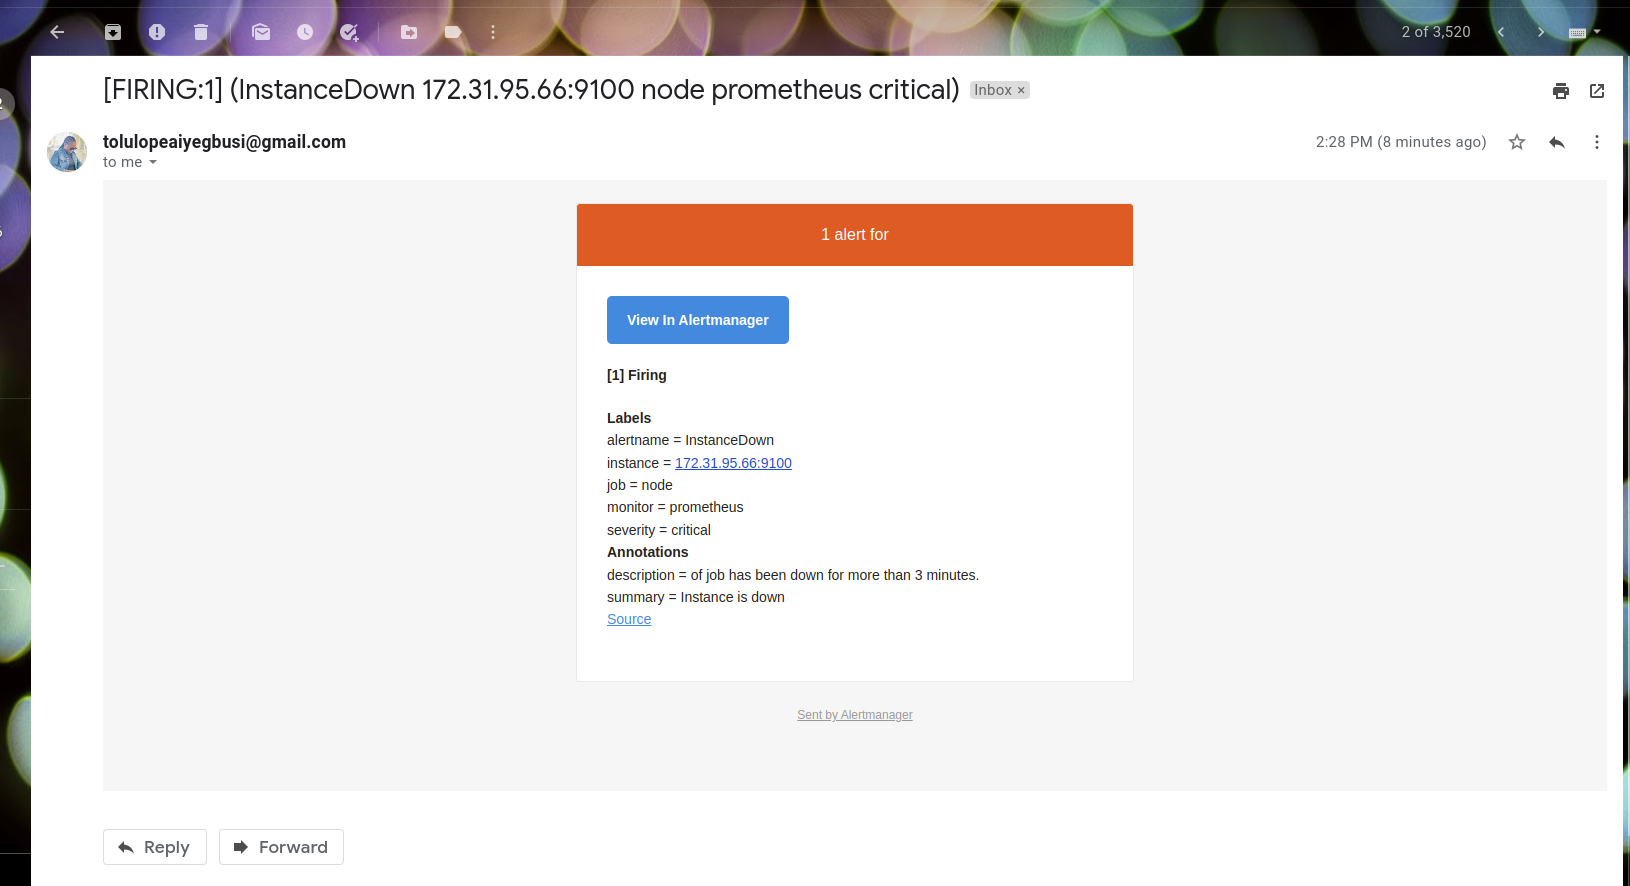 2 of 3,520
[FIRING:1] (InstanceDown 172.31.95.66:9100 node prometheus critical) Inbox ×
tolulopeaiyegbusi@gmail.com
2:28 PM (8 minutes ago)
to me
1 alert for
View In Alertmanager
[1] Firing
Labels
alertname = InstanceDown
instance = 172.31.95.66:9100
job = node
monitor = prometheus
severity = critical
Annotations
description = of job has been down for more than 3 minutes.
summary = Instance is down
Source
Sent by Alertmanager
Reply
Forward